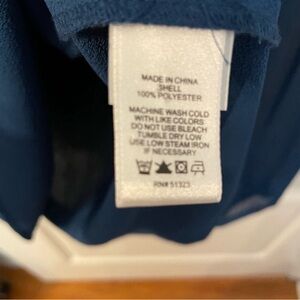 MADE IN CHINA
SHELL
100% POLYESTER
MACHINE WASH COLD
WITH LIKE COLORS
DO NOT USE BLEACH
TUMBLE DRY LOW
USE LOW STEAM IRON
IF NECESSARY
RN# 51323